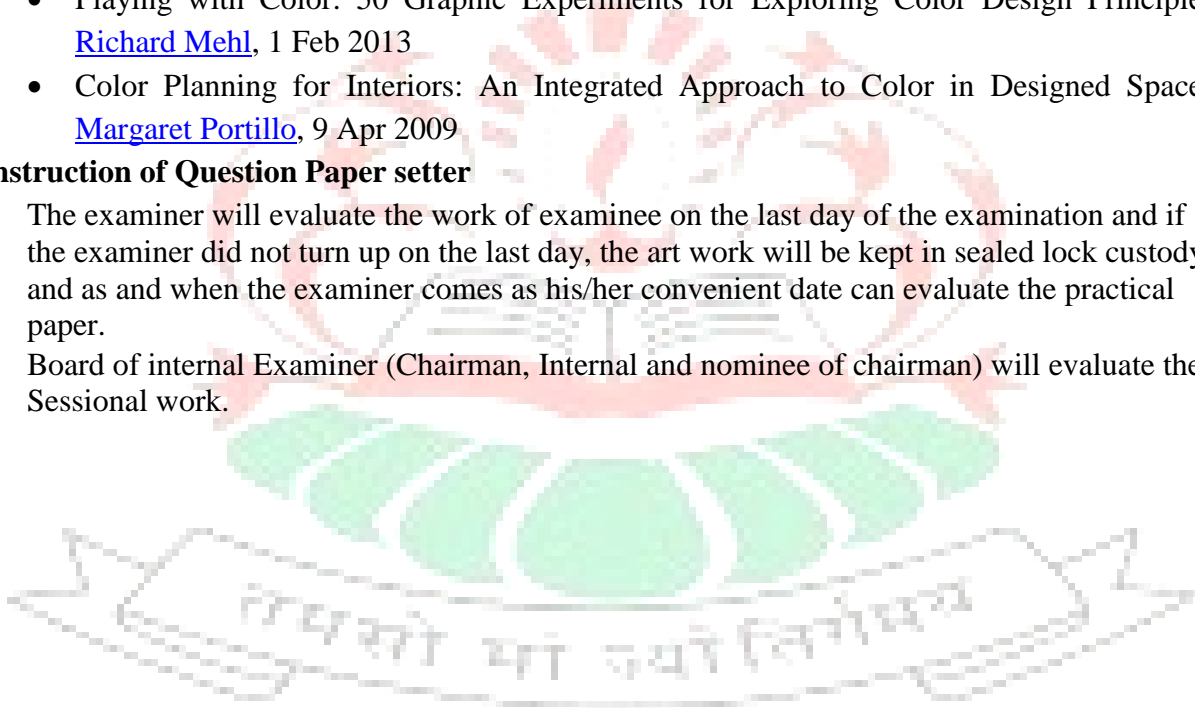 • Playing with Color: 50 Graphic Experiments for Exploring Color Design Principle
Richard Mehl, 1 Feb 2013
• Color Planning for Interiors: An Integrated Approach to Color in Designed Space
Margaret Portillo, 9 Apr 2009
nstruction of Question Paper setter
The examiner will evaluate the work of examinee on the last day of the examination and if
the examiner did not turn up on the last day, the art work will be kept in sealed lock custody
and as and when the examiner comes as his/her convenient date can evaluate the practical
paper.
Board of internal Examiner (Chairman, Internal and nominee of chairman) will evaluate the
Sessional work.
तमसो मा ज्योतिर्गमय